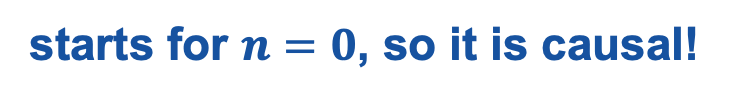 starts for n = 0, so it is causal!